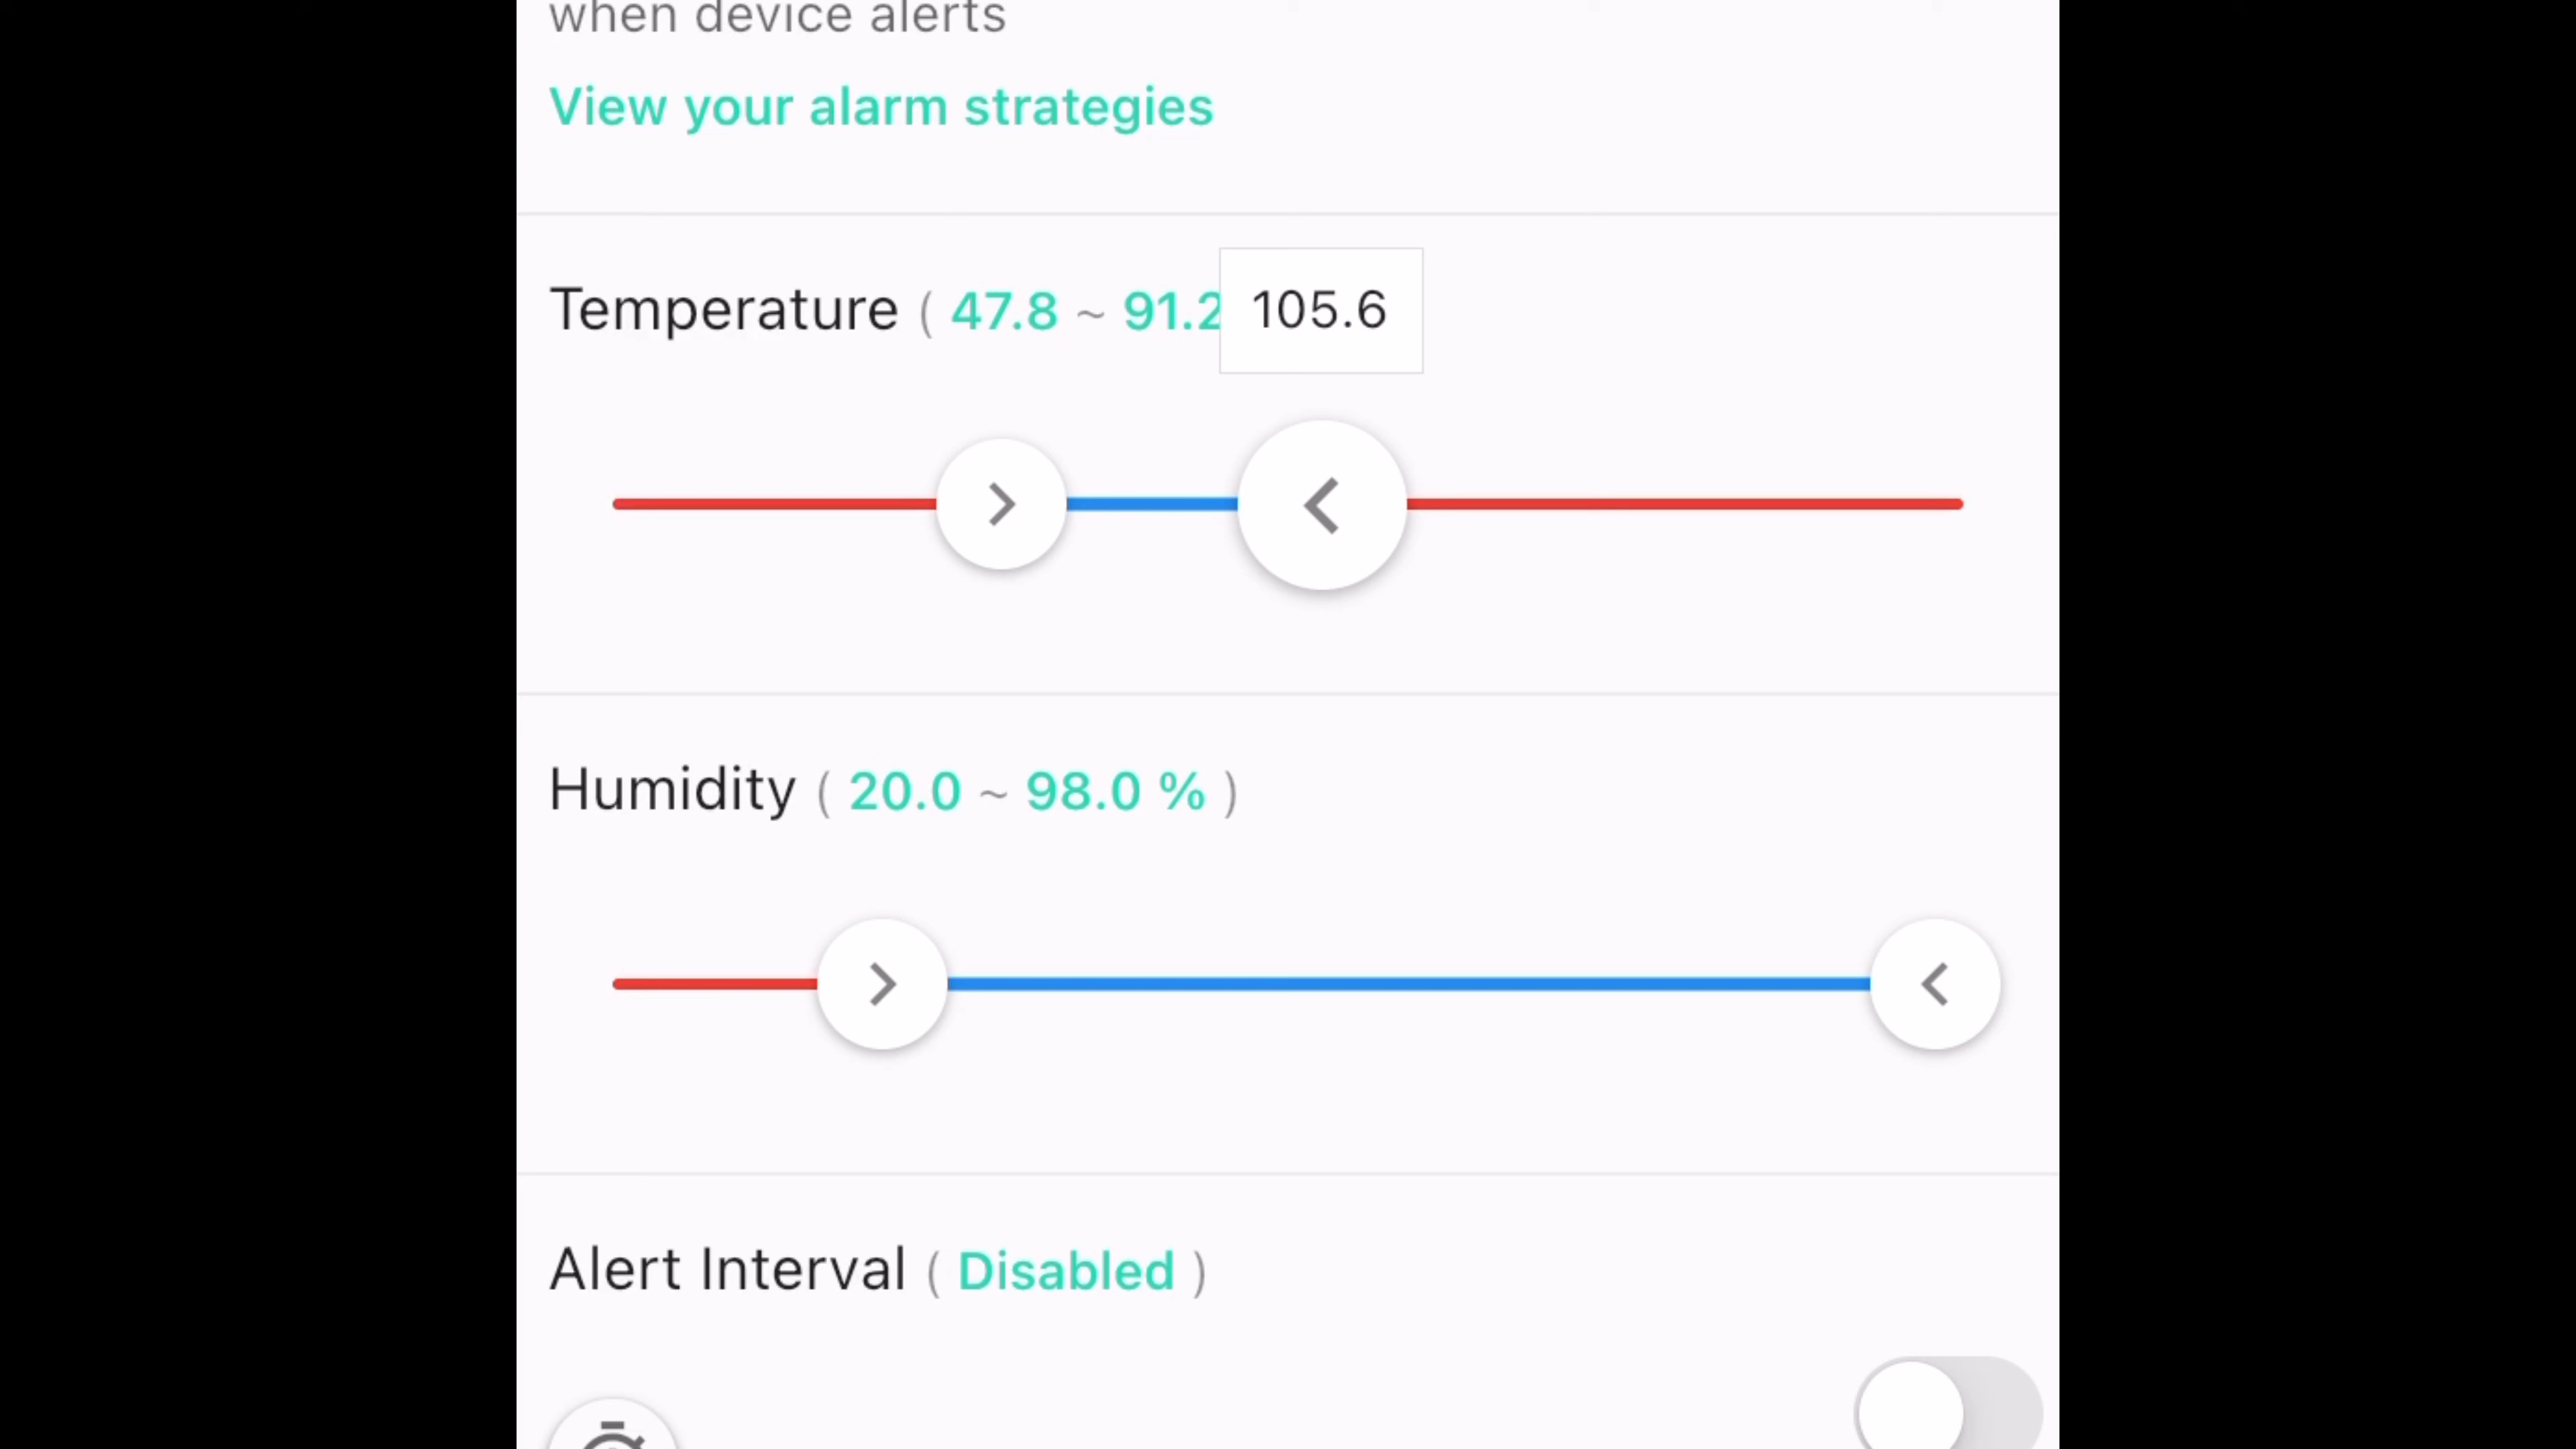 when device alerts
View your alarm strategies
Temperature ( 47.8 ~ 91.2
105.6
Humidity ( 20.0 ~ 98.0 % )
Alert Interval ( Disabled )